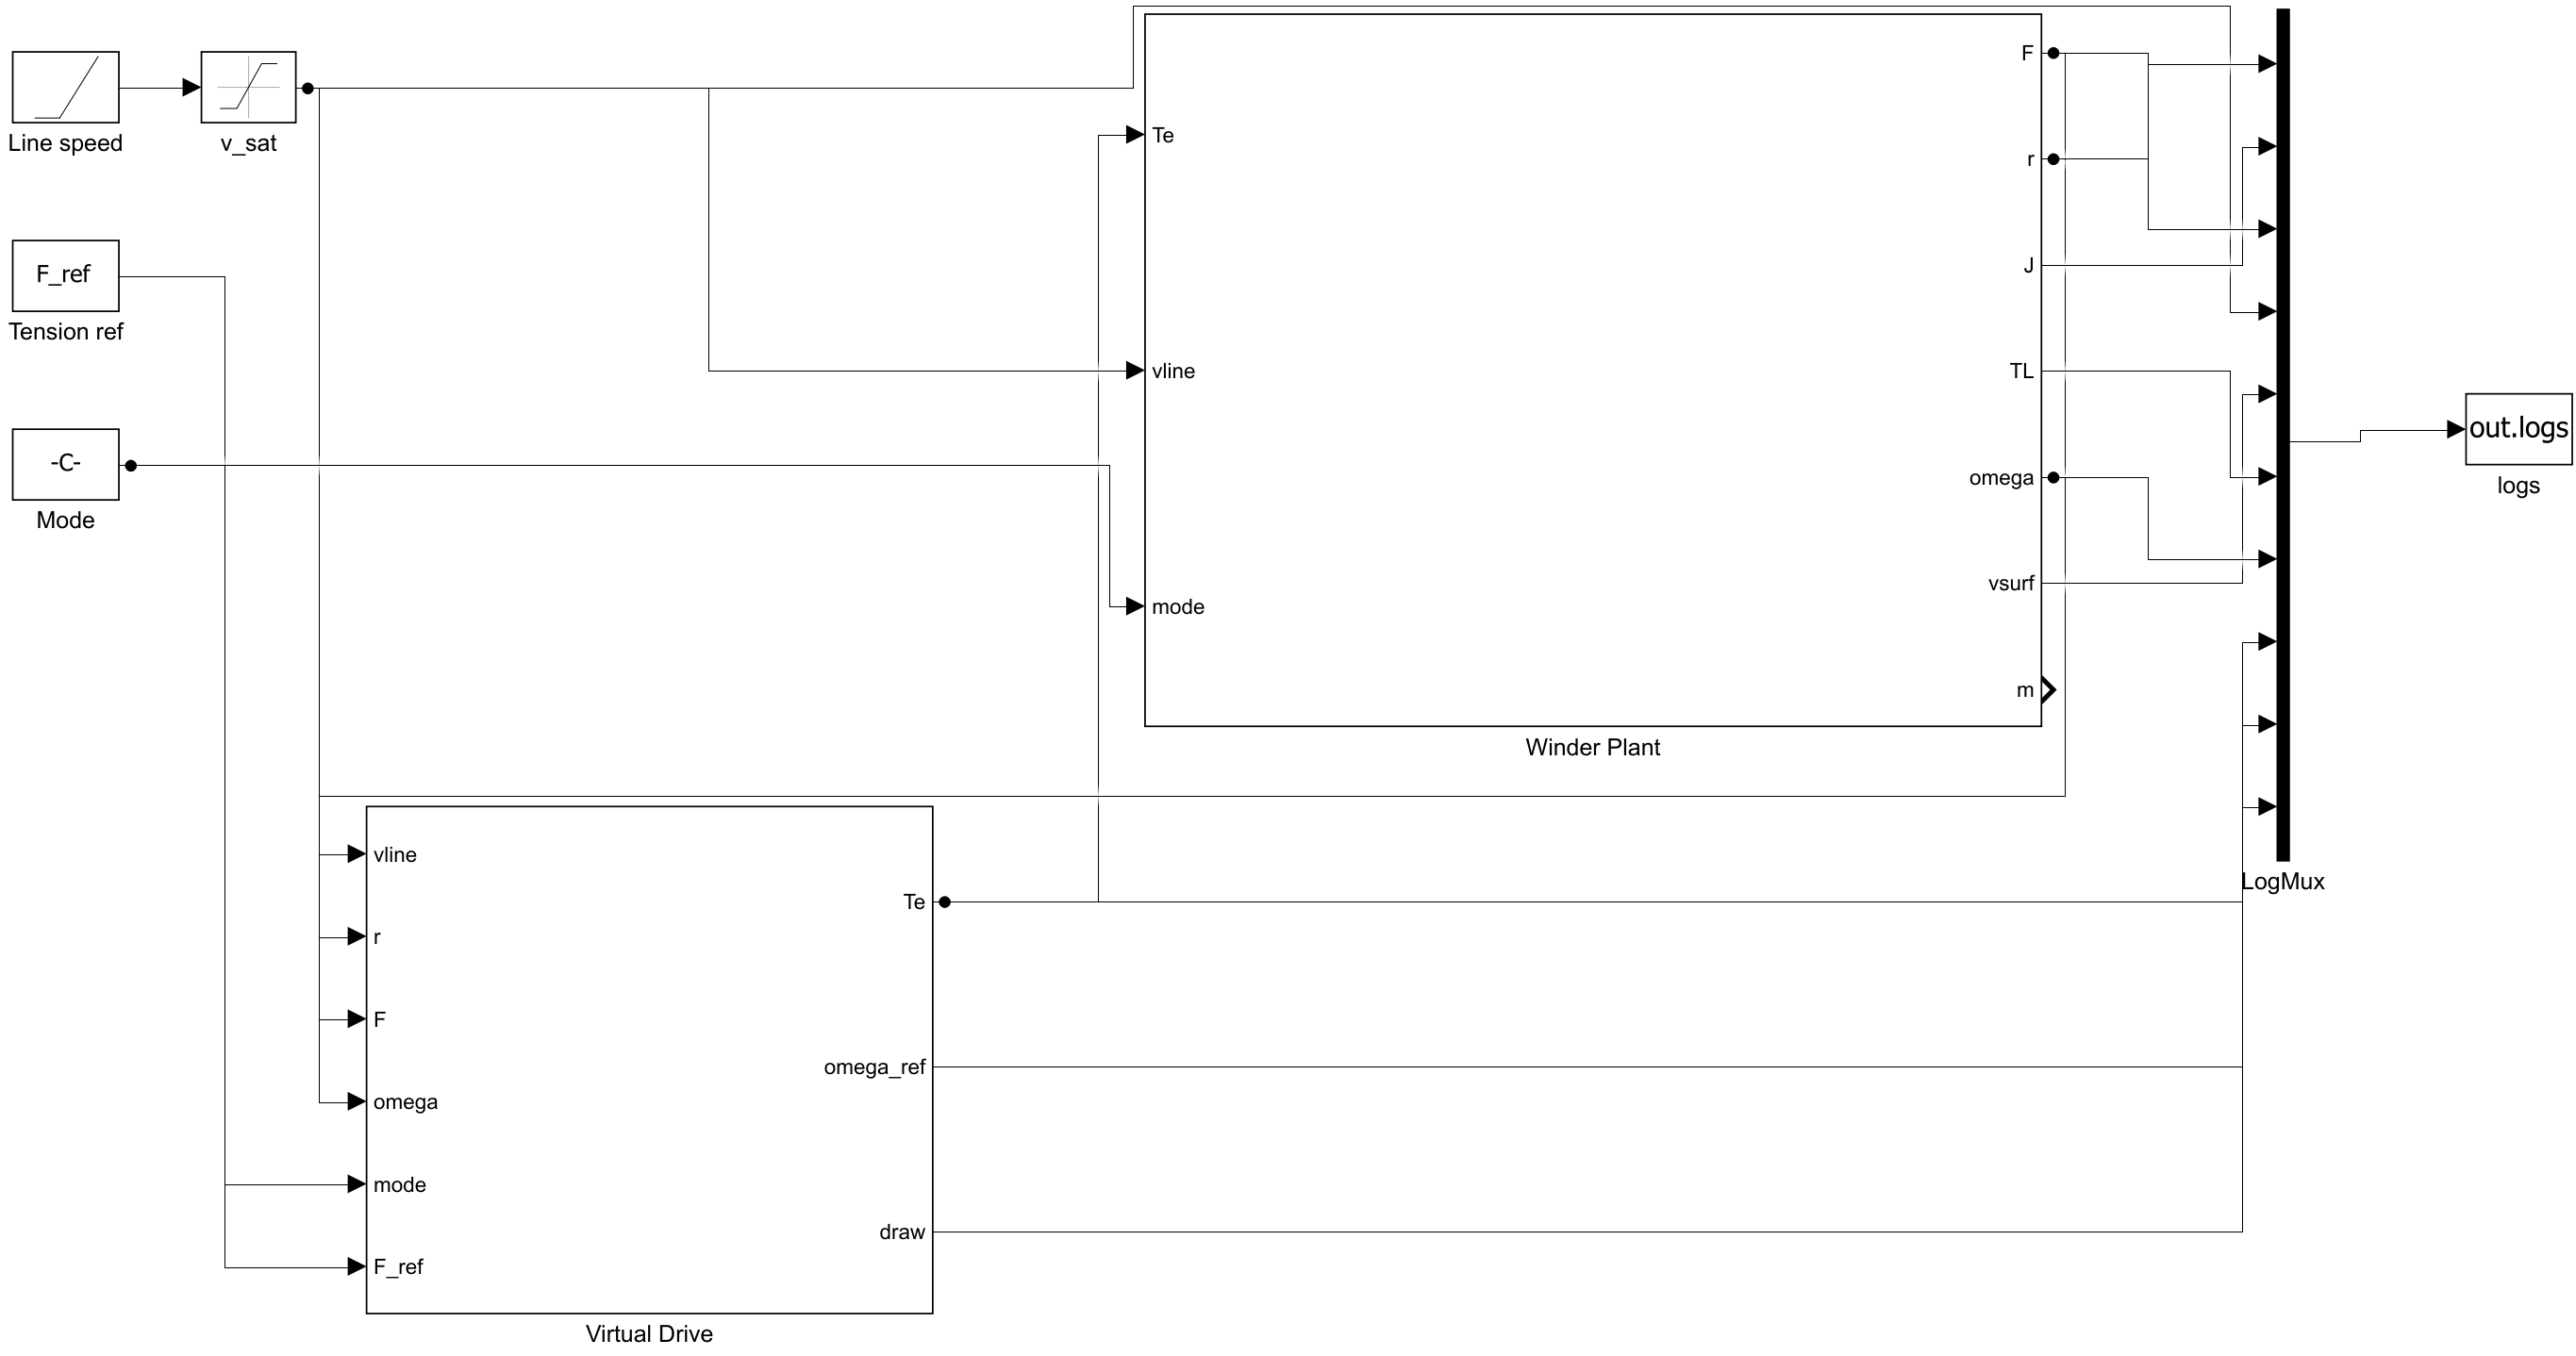 Line speed
v_sat
F_ref
Tension ref
-C-
Mode
Te
vline
mode
F
r
J
TL
omega
vsurf
m
Winder Plant
LogMux
out.logs
logs
vline
r
F
omega
mode
F_ref
Te
omega_ref
draw
Virtual Drive